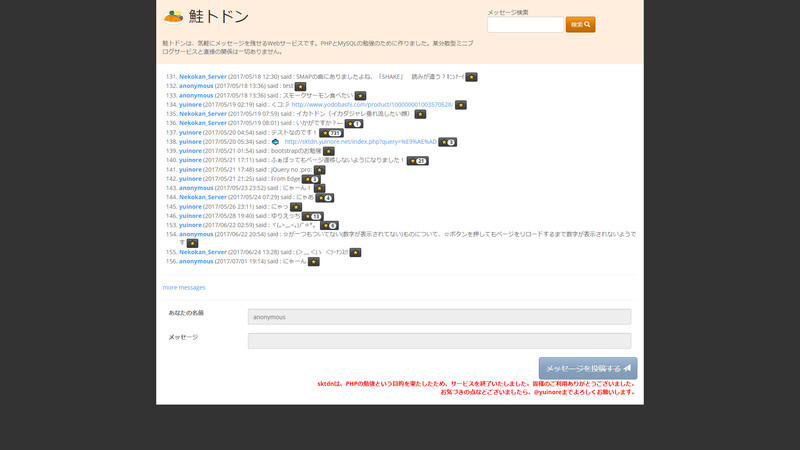 鮭トドン
メッセージ検索
検索
鮭トドンは、気軽にメッセージを残せるWebサービスです。PHPとMySQLの勉強のために作りました。某分散型ミニブ
ログサービスと直接の関係は一切ありません。
131. Nekokan_Server (2017/05/18 12:30) said : SMAPの曲にありましたよね、「SHAKE」　読みが違う？
132. anonymous (2017/05/18 13:36) said : test
133. anonymous (2017/05/18 13:36) said : スモークサーモン食べたい
134. yuinore (2017/05/19 02:19) said : くコ:彡 http://www.yodobashi.com/product/100000001003570628/
135. Nekokan_Server (2017/05/19 07:59) said : イカトドン（イカダジャレ垂れ流したい顔）
136. Nekokan_Server (2017/05/19 08:01) said : いかがですか？ー 1
137. yuinore (2017/05/20 04:54) said : テストなのです！ 721
138. yuinore (2017/05/20 05:34) said : http://sktdn.yuinore.net/index.php?query=%E9%AE%AD 3
139. yuinore (2017/05/21 01:54) said : bootstrapのお勉強
140. yuinore (2017/05/21 17:11) said : ふぁぼってもページ遷移しないようになりました！ 21
141. yuinore (2017/05/21 17:48) said : jQuery no :pro:
142. yuinore (2017/05/21 21:25) said : From Edge 3
143. anonymous (2017/05/23 23:52) said : にゃーん！
144. Nekokan_Server (2017/05/24 07:29) said : にゃあ 4
145. yuinore (2017/05/26 23:11) said : にゃっ
146. yuinore (2017/05/28 19:40) said : ゆりえっち 13
153. yuinore (2017/06/22 02:59) said : 6
154. anonymous (2017/06/22 20:54) said : ☆が一つもついてない(数字が表示されてない)ものについて、☆ボタンを押してもページをリロードするまで数字が表示されないようで
す
155. Nekokan_Server (2017/06/24 13:28) said :
156. anonymous (2017/07/01 19:14) said : にゃーん
more messages
あなたの名前
anonymous
メッセージ
メッセージを投稿する
sktdnは、PHPの勉強という目的を果たしたため、サービスを終了いたしました。皆様のご利用ありがとうございました。
お気づきの点などございましたら、@yuinoreまでよろしくお願いします。